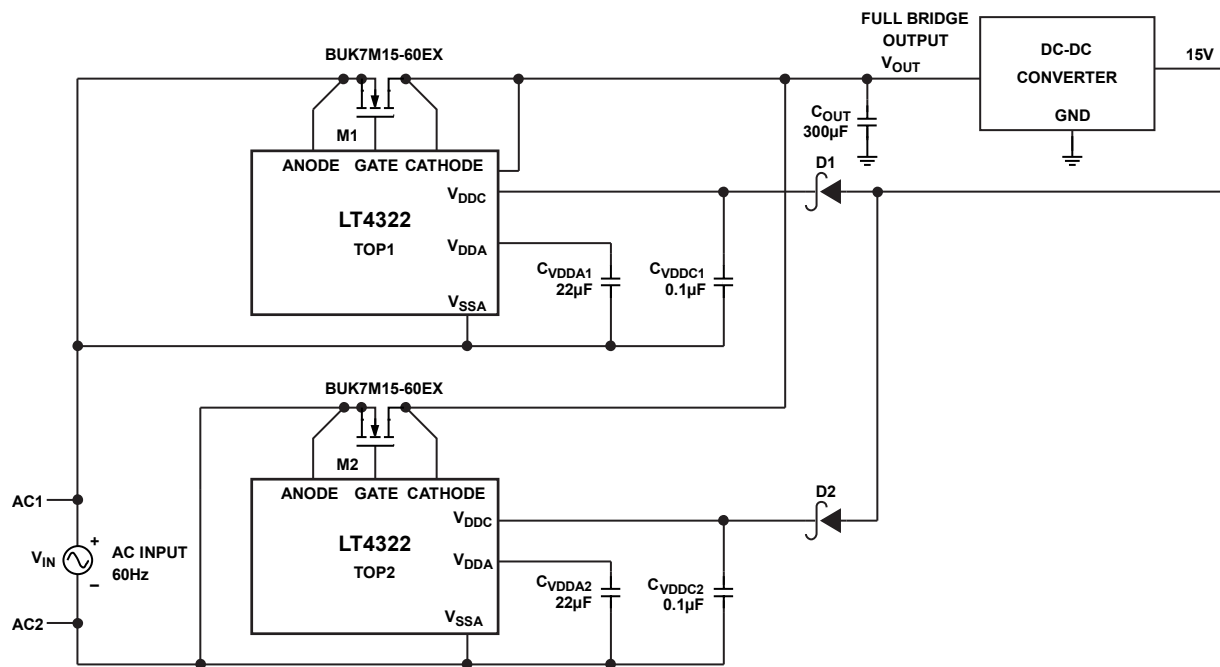 FULL BRIDGE
OUTPUT
VOUT
DC-DC
CONVERTER
GND
15V
BUK7M15-60EX
M1
COUT
300µF
ANODE GATE CATHODE
VDDC
D1
LT4322
TOP1
VDDA
CVDDA1
22µF
CVDDC1
0.1µF
VSSA
BUK7M15-60EX
M2
ANODE GATE CATHODE
VDDC
D2
LT4322
TOP2
VDDA
CVDDA2
22µF
CVDDC2
0.1µF
VSSA
AC1
VIN
+
–
AC INPUT
60Hz
AC2